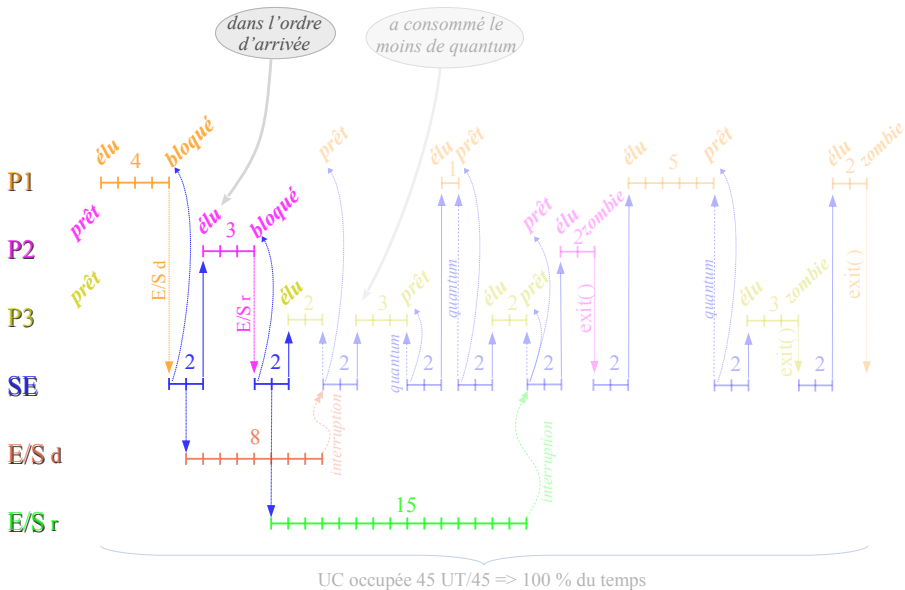 dans l’ordre
d’arrivée
a consommé le
moins de quantum
élu
4
bloqué
prêt
élu
1
prêt
élu
5
prêt
élu
2
zombie
P1
prêt
élu
3
bloqué
prêt
élu
2
zombie
P2
E/S d
prêt
élu
2
3
prêt
quantum
élu
2
prêt
quantum
élu
3
zombie
P3
E/S r
quantum
exit()
exit()
exit()
SE
2
2
2
2
2
2
2
2
2
E/S d
8
interruption
interruption
E/S r
15
UC occupée 45 UT/45 => 100 % du temps